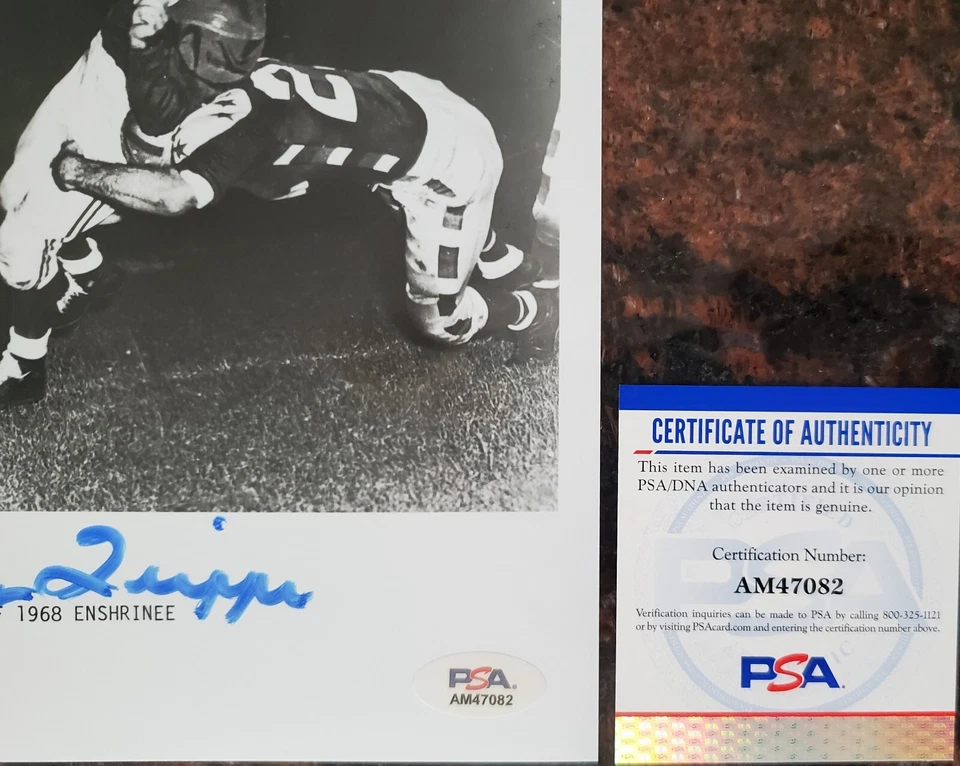 2
Trippi
1968 ENSHRINEE
PSA
AM47082
CERTIFICATE OF AUTHENTICITY
This item has been examined by one or more
PSA/DNA authenticators and it is our opinion
that the item is genuine.
Certification Number:
AM47082
Verification inquiries can be made to PSA by calling 800-325-1121
or by visiting PSAcard.com and entering the certification number above.
PSA